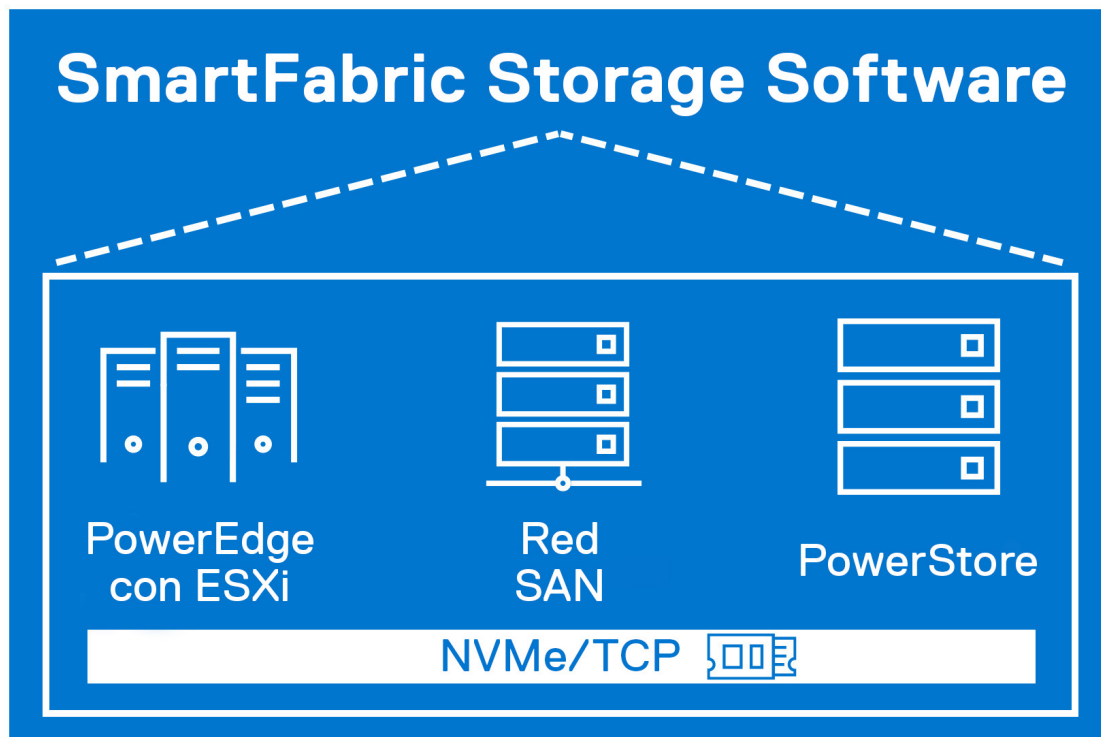 SmartFabric Storage Software
PowerEdge
con ESXi
Red
SAN
PowerStore
NVMe/TCP